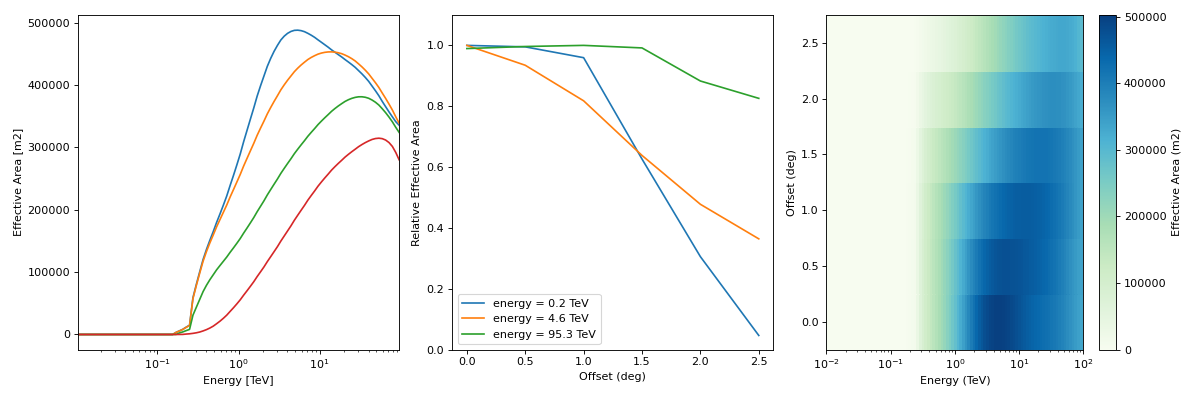 Effective Area [m2]
500000
400000
300000
200000
100000
0
10⁻¹ 10⁰ 10¹
Energy [TeV]
Relative Effective Area
1.0
0.8
0.6
0.4
0.2
0.0
energy = 0.2 TeV
energy = 4.6 TeV
energy = 95.3 TeV
0.0 0.5 1.0 1.5 2.0 2.5
Offset (deg)
Offset (deg)
2.5
2.0
1.5
1.0
0.5
0.0
10⁻² 10⁻¹ 10⁰ 10¹ 10²
Energy (TeV)
500000
400000
300000
200000
100000
0
Effective Area (m2)